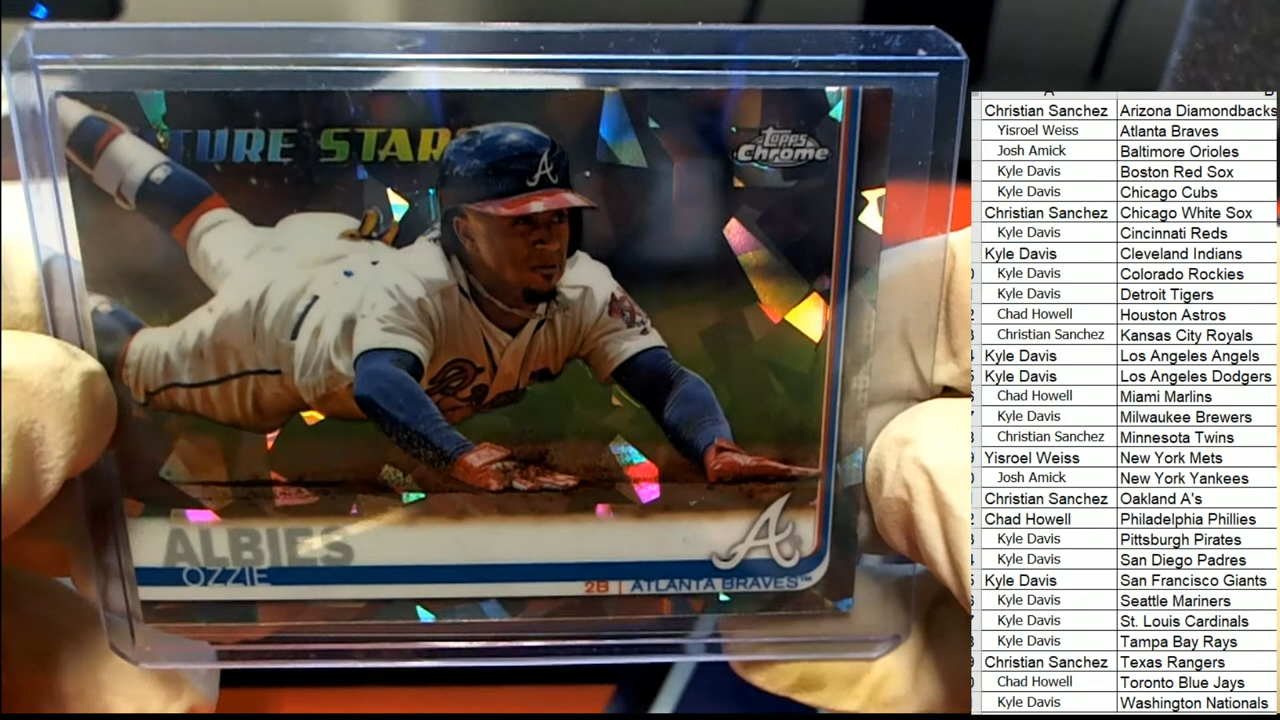 TURE STARS
Topps
Chrome
ALBIES
OZZIE
2B | ATLANTA BRAVES™
Christian Sanchez Arizona Diamondbacks
Yisroel Weiss Atlanta Braves
Josh Amick Baltimore Orioles
Kyle Davis Boston Red Sox
Kyle Davis Chicago Cubs
Christian Sanchez Chicago White Sox
Kyle Davis Cincinnati Reds
Kyle Davis Cleveland Indians
Kyle Davis Colorado Rockies
Kyle Davis Detroit Tigers
Chad Howell Houston Astros
Christian Sanchez Kansas City Royals
Kyle Davis Los Angeles Angels
Kyle Davis Los Angeles Dodgers
Chad Howell Miami Marlins
Kyle Davis Milwaukee Brewers
Christian Sanchez Minnesota Twins
Yisroel Weiss New York Mets
Josh Amick New York Yankees
Christian Sanchez Oakland A's
Chad Howell Philadelphia Phillies
Kyle Davis Pittsburgh Pirates
Kyle Davis San Diego Padres
Kyle Davis San Francisco Giants
Kyle Davis Seattle Mariners
Kyle Davis St. Louis Cardinals
Kyle Davis Tampa Bay Rays
Christian Sanchez Texas Rangers
Chad Howell Toronto Blue Jays
Kyle Davis Washington Nationals